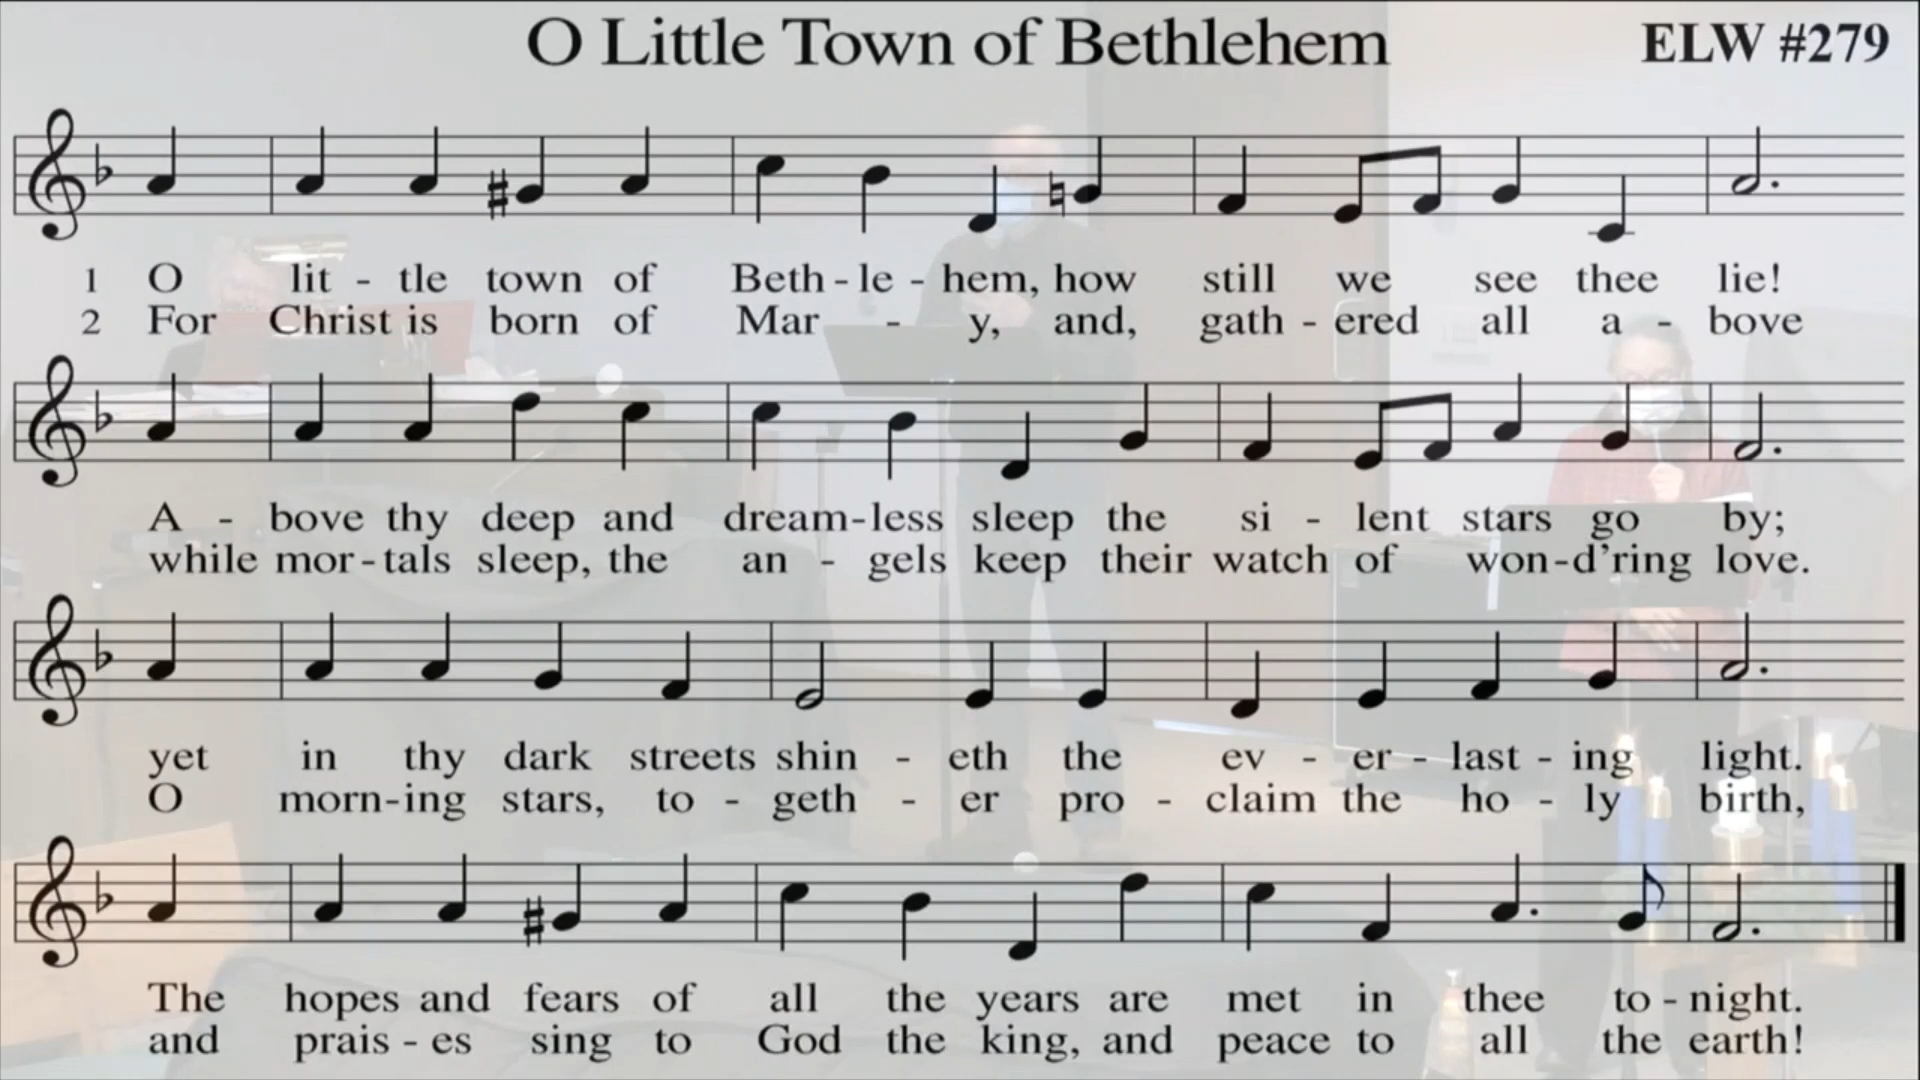 O Little Town of Bethlehem
ELW #279
1 O lit - tle town of Beth - le - hem, how still we see thee lie!
2 For Christ is born of Mar - y, and, gath - ered all a - bove
A - bove thy deep and dream-less sleep the si - lent stars go by;
while mor - tals sleep, the an - gels keep their watch of won-d'ring love.
yet in thy dark streets shin - eth the ev - er - last - ing light.
O morn-ing stars, to - geth - er pro - claim the ho - ly birth,
The hopes and fears of all the years are met in thee to - night.
and prais - es sing to God the king, and peace to all the earth!